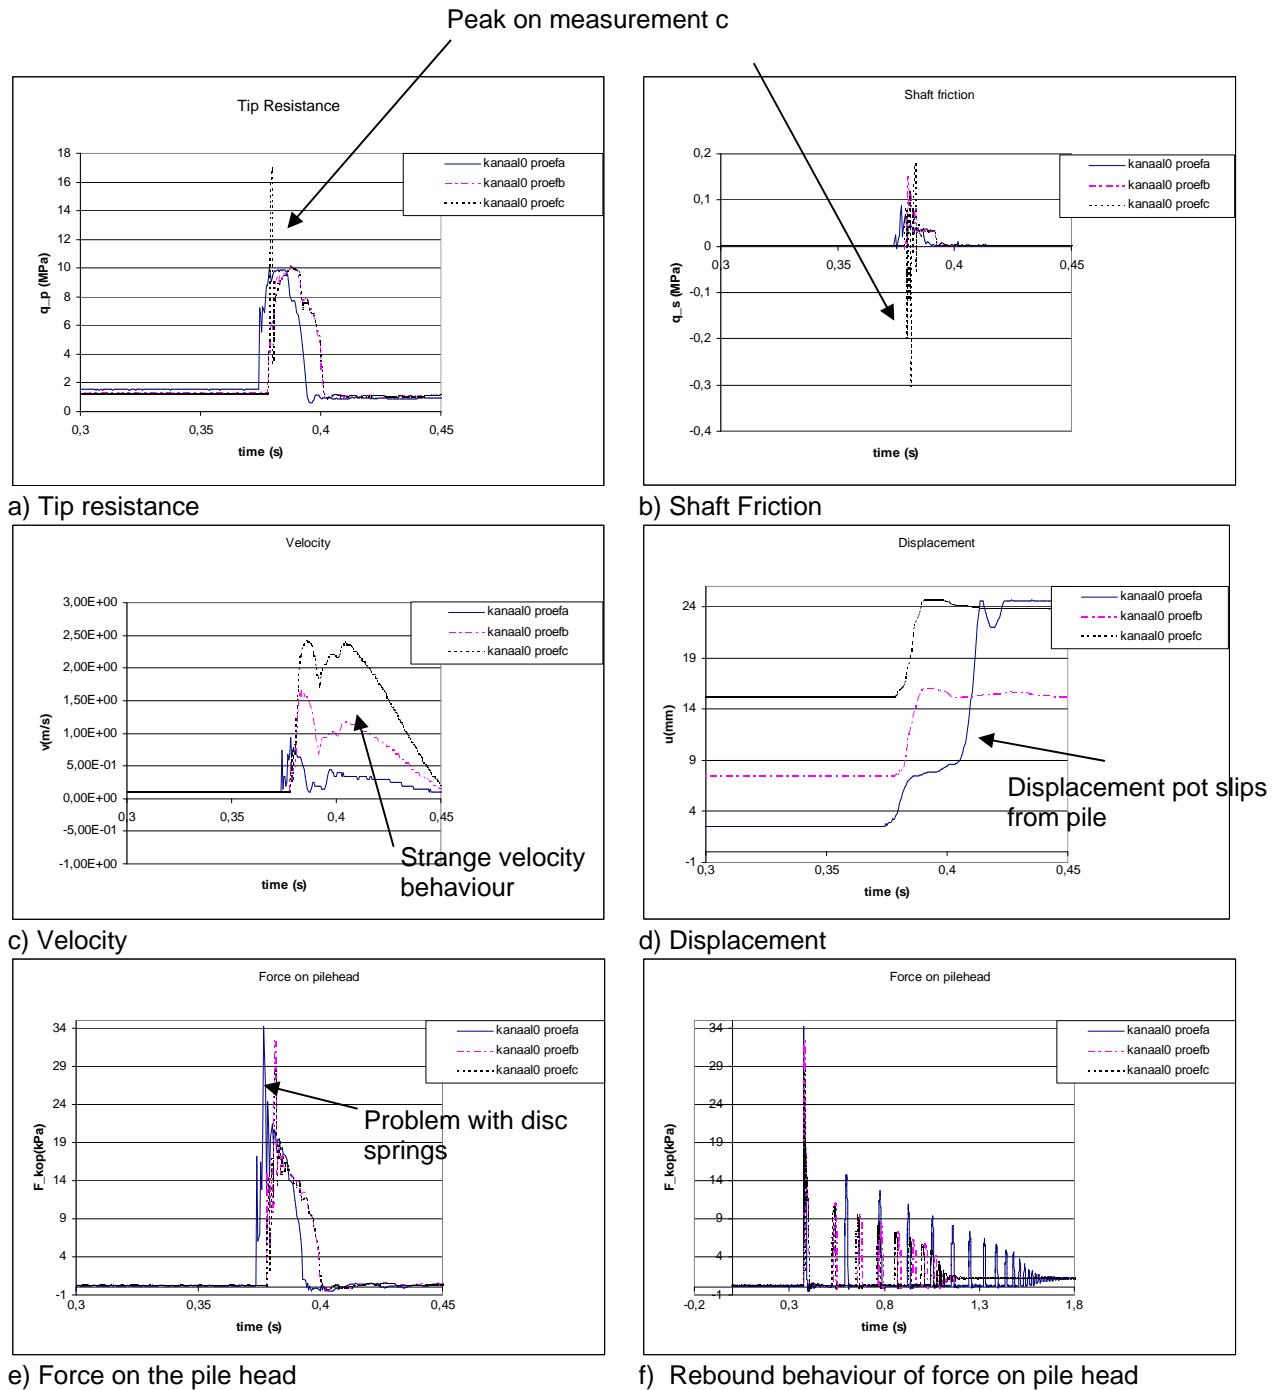 Peak on measurement c
Tip Resistance
18
16
14
12
10
8
6
4
2
0
q_p (MPa)
0,3
0,35
0,4
0,45
time (s)
kanaal0 proefa
kanaal0 proefb
kanaal0 proefc
a) Tip resistance
Shaft friction
0,2
0,1
0
-0,1
-0,2
-0,3
-0,4
q_s (MPa)
0,3
0,35
0,4
0,45
time (s)
kanaal0 proefa
kanaal0 proefb
kanaal0 proefc
b) Shaft Friction
Velocity
3,00E+00
2,50E+00
2,00E+00
1,50E+00
1,00E+00
5,00E-01
0,00E+00
-5,00E-01
-1,00E+00
v(m/s)
0,3
0,35
0,4
0,45
time (s)
kanaal0 proefa
kanaal0 proefb
kanaal0 proefc
Strange velocity
behaviour
c) Velocity
Displacement
24
19
14
9
4
-1
u(mm)
0,3
0,35
0,4
0,45
time (s)
kanaal0 proefa
kanaal0 proefb
kanaal0 proefc
Displacement pot slips
from pile
d) Displacement
Force on pilehead
34
29
24
19
14
9
4
-1
F_kop(kPa)
0,3
0,35
0,4
0,45
time (s)
kanaal0 proefa
kanaal0 proefb
kanaal0 proefc
Problem with disc
springs
e) Force on the pile head
Force on pilehead
34
29
24
19
14
9
4
-1
F_kop(kPa)
-0,2
0,3
0,8
1,3
1,8
time (s)
kanaal0 proefa
kanaal0 proefb
kanaal0 proefc
f) Rebound behaviour of force on pile head